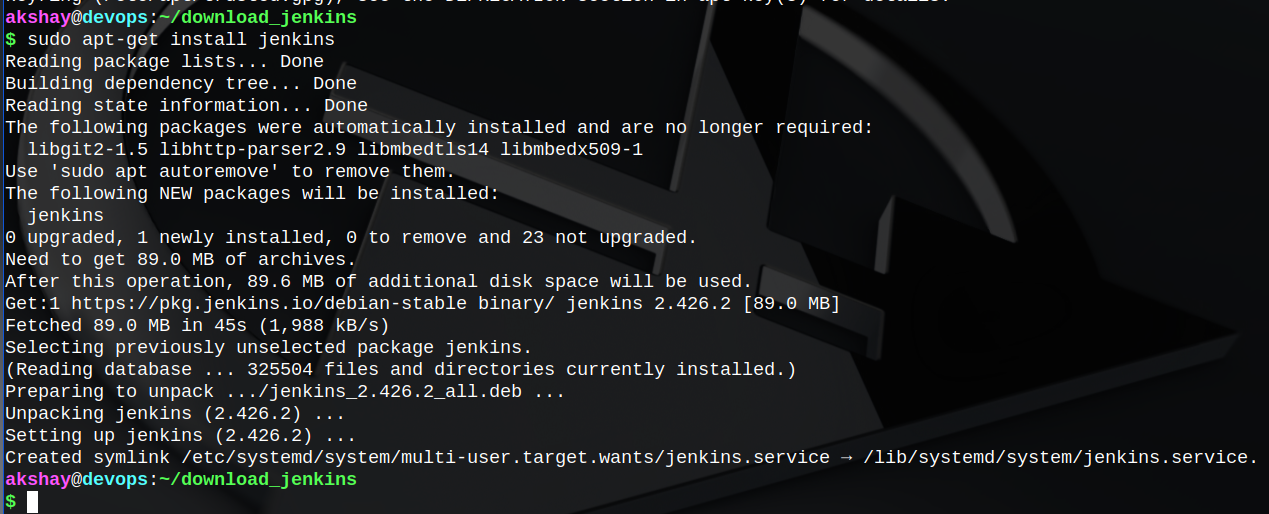 akshay@devops:~/download_jenkins
$ sudo apt-get install jenkins
Reading package lists... Done
Building dependency tree... Done
Reading state information... Done
The following packages were automatically installed and are no longer required:
  libgit2-1.5 libhttp-parser2.9 libmbedtls14 libmbedx509-1
Use 'sudo apt autoremove' to remove them.
The following NEW packages will be installed:
  jenkins
0 upgraded, 1 newly installed, 0 to remove and 23 not upgraded.
Need to get 89.0 MB of archives.
After this operation, 89.6 MB of additional disk space will be used.
Get:1 https://pkg.jenkins.io/debian-stable binary/ jenkins 2.426.2 [89.0 MB]
Fetched 89.0 MB in 45s (1,988 kB/s)
Selecting previously unselected package jenkins.
(Reading database ... 325504 files and directories currently installed.)
Preparing to unpack .../jenkins_2.426.2_all.deb ...
Unpacking jenkins (2.426.2) ...
Setting up jenkins (2.426.2) ...
Created symlink /etc/systemd/system/multi-user.target.wants/jenkins.service → /lib/systemd/system/jenkins.service.
akshay@devops:~/download_jenkins
$